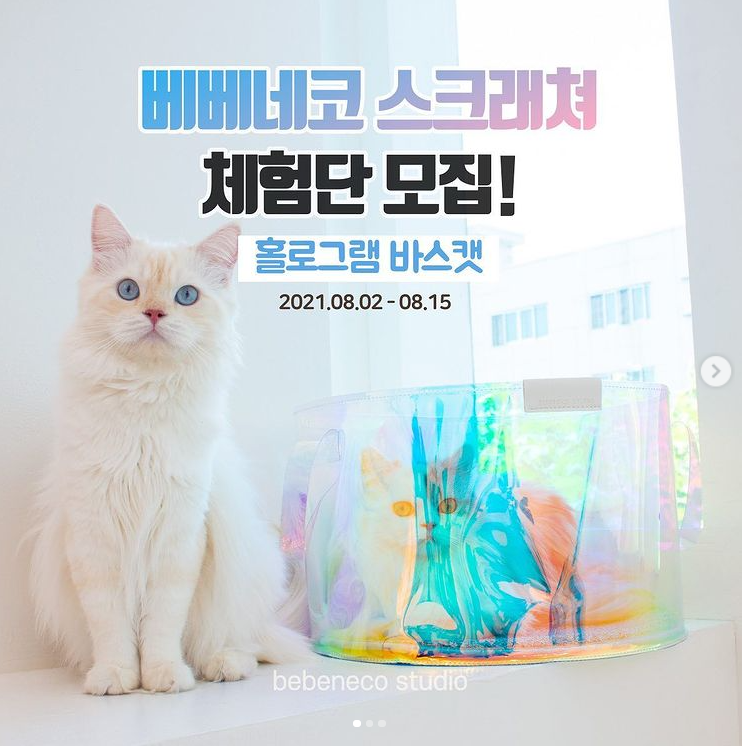 베베네코 스크래쳐
체험단 모집!
홀로그램 바스캣
2021.08.02 - 08.15
bebeneco studio